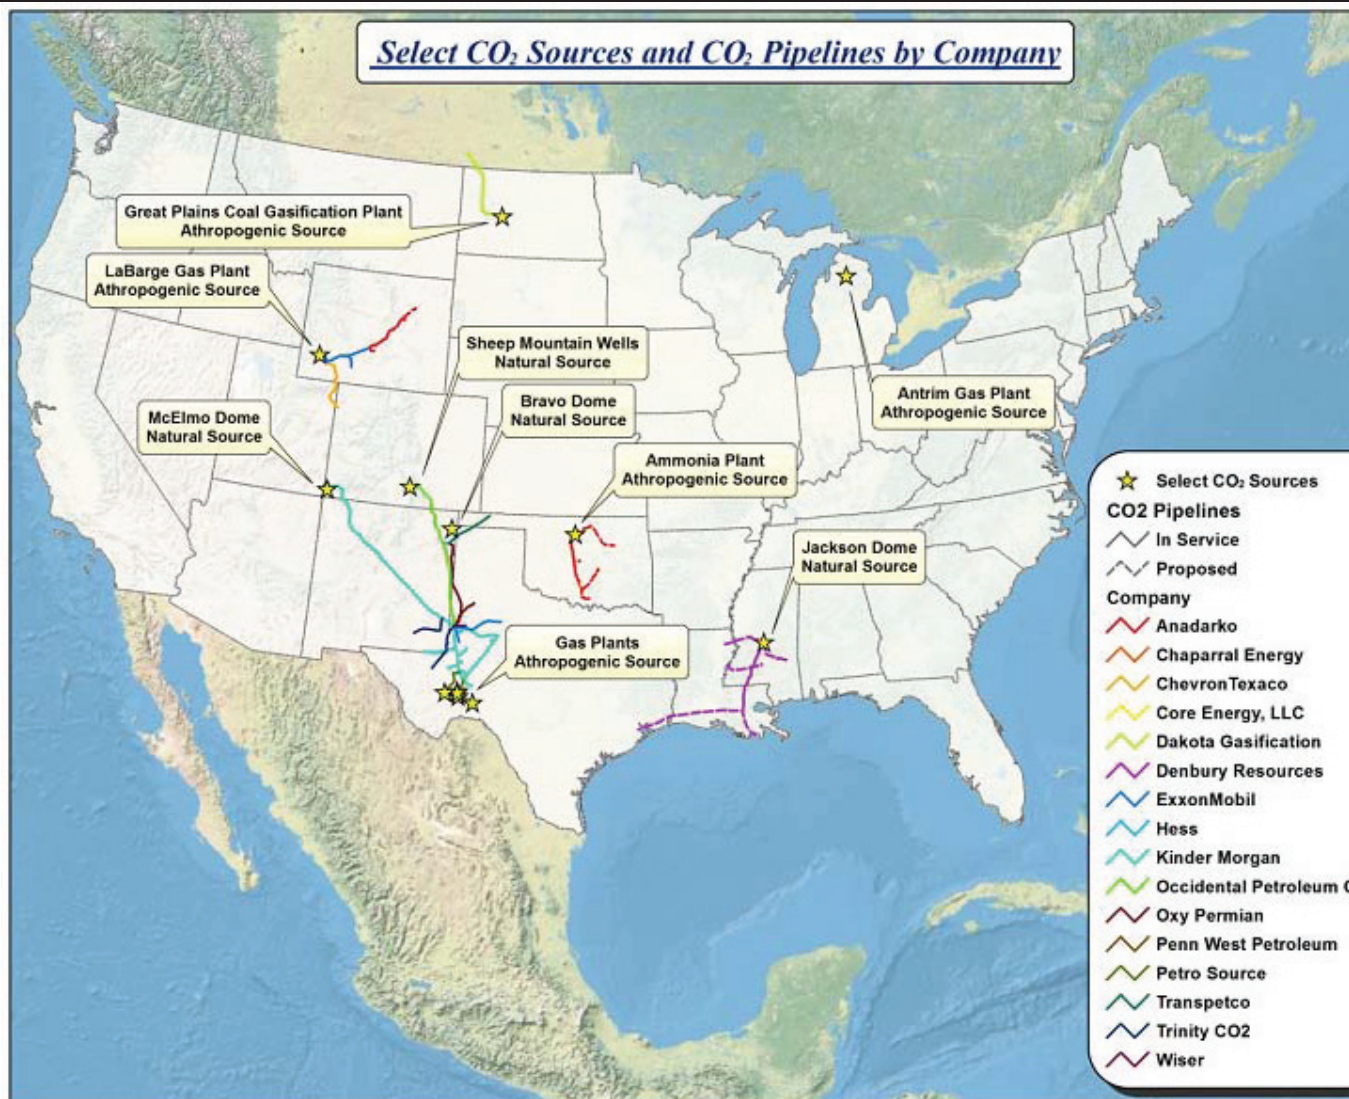 Select CO₂ Sources and CO₂ Pipelines by Company
Great Plains Coal Gasification Plant
Athropogenic Source
LaBarge Gas Plant
Athropogenic Source
Sheep Mountain Wells
Natural Source
Bravo Dome
Natural Source
McElmo Dome
Natural Source
Antrim Gas Plant
Athropogenic Source
Ammonia Plant
Athropogenic Source
Jackson Dome
Natural Source
Gas Plants
Athropogenic Source
Select CO₂ Sources
CO2 Pipelines
In Service
Proposed
Company
Anadarko
Chaparral Energy
ChevronTexaco
Core Energy, LLC
Dakota Gasification
Denbury Resources
ExxonMobil
Hess
Kinder Morgan
Occidental Petroleum
Oxy Permian
Penn West Petroleum
Petro Source
Transpetco
Trinity CO2
Wiser